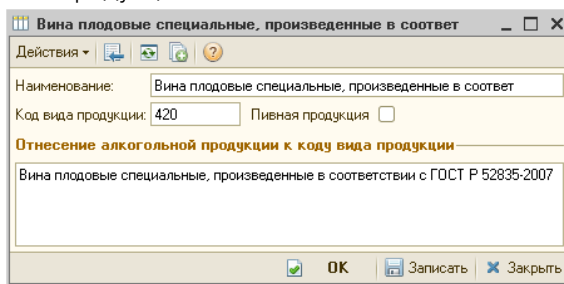 Вина плодовые специальные, произведенные в соответ
Действия
Наименование: Вина плодовые специальные, произведенные в соответ
Код вида продукции: 420 Пивная продукция
Отнесение алкогольной продукции к коду вида продукции
Вина плодовые специальные, произведенные в соответствии с ГОСТ Р 52835-2007
OK Записать Закрыть